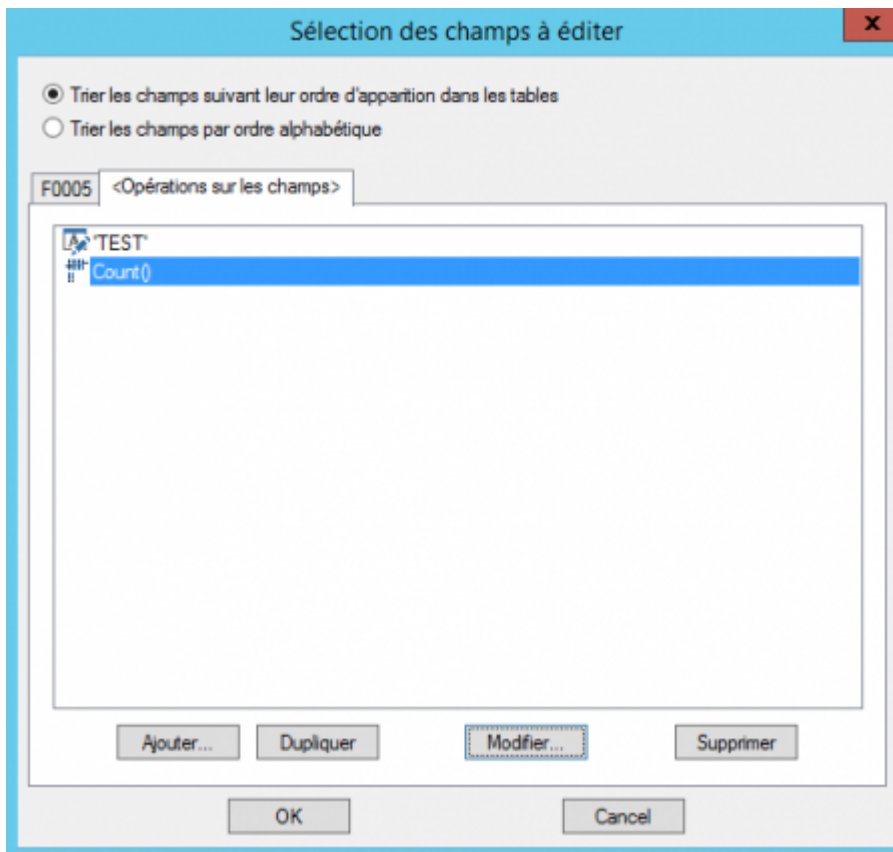 Sélection des champs à éditer
x
Trier les champs suivant leur ordre d'apparition dans les tables
Trier les champs par ordre alphabétique
F0005 <Opérations sur les champs>
'TEST'
Count()
Ajouter... Dupliquer Modifier... Supprimer
OK Cancel